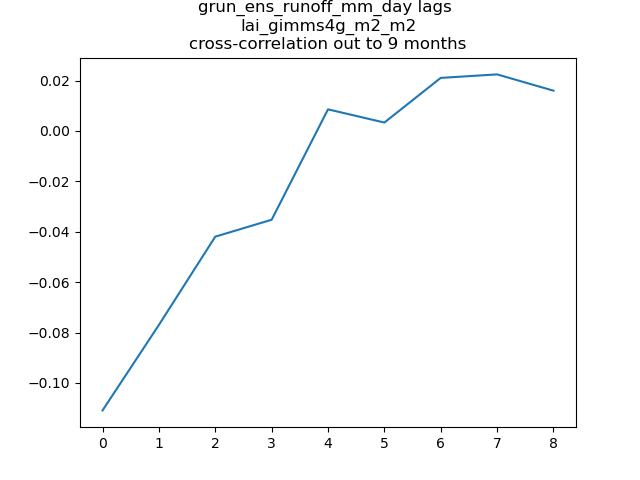 grun_ens_runoff_mm_day lags
lai_gimms4g_m2_m2
cross-correlation out to 9 months
0.02
0.00
−0.02
−0.04
−0.06
−0.08
−0.10
0 1 2 3 4 5 6 7 8